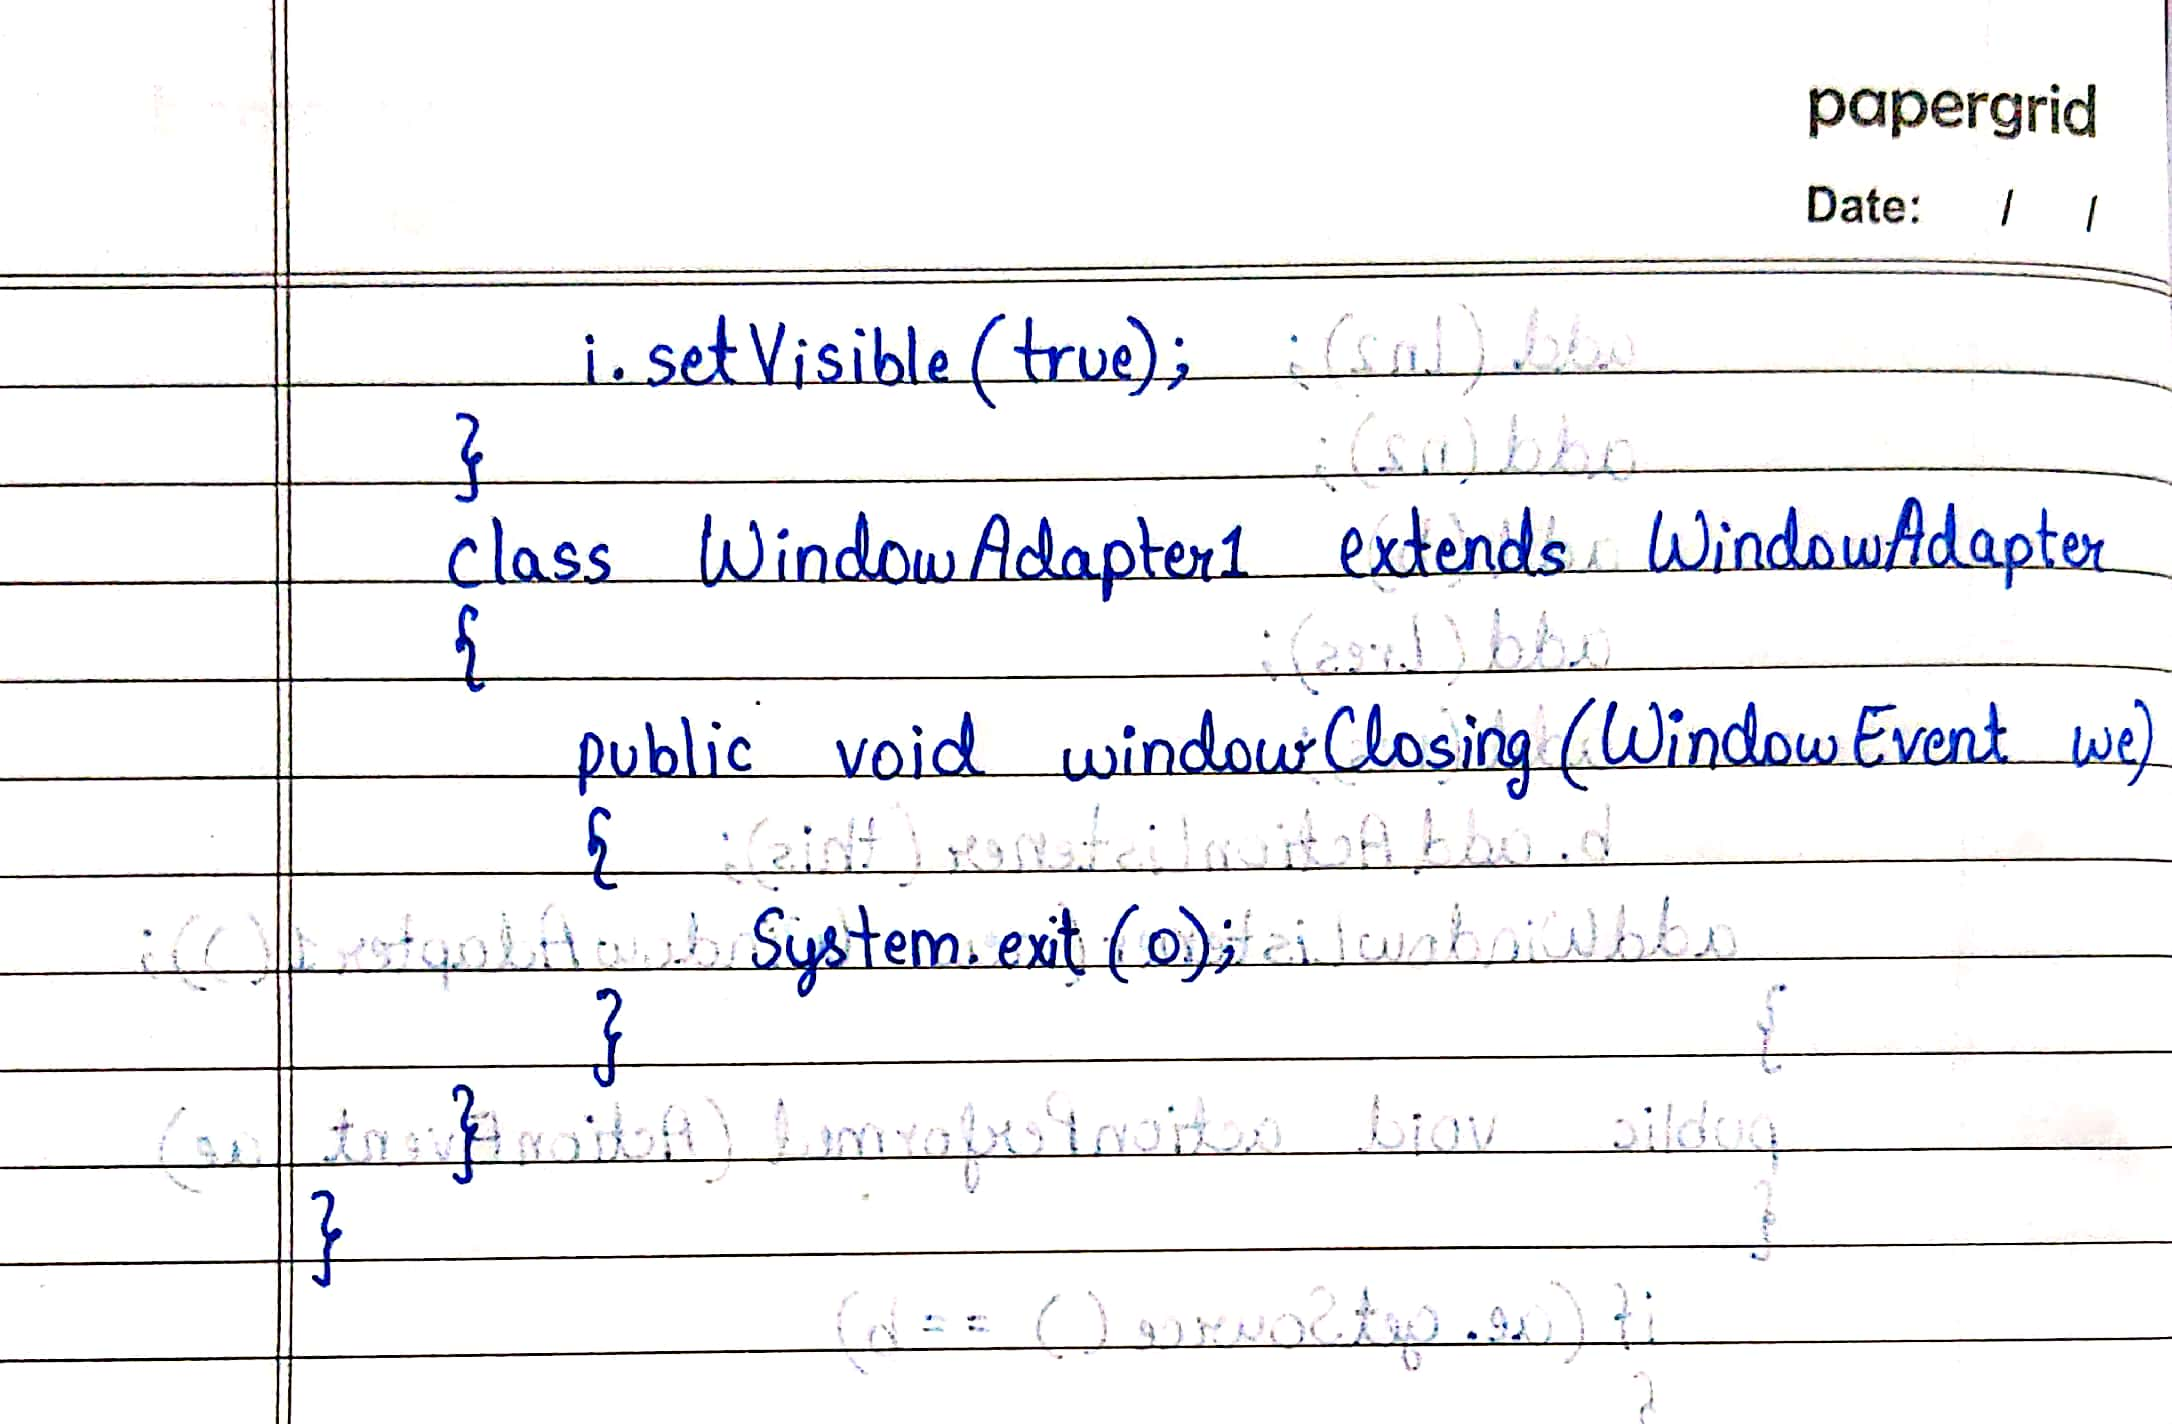 papergrid
Date: / /
i.setVisible(true);
}
class WindowAdapter1 extends WindowAdapter
{
public void windowClosing(WindowEvent we)
{
System.exit(0);
}
}
}